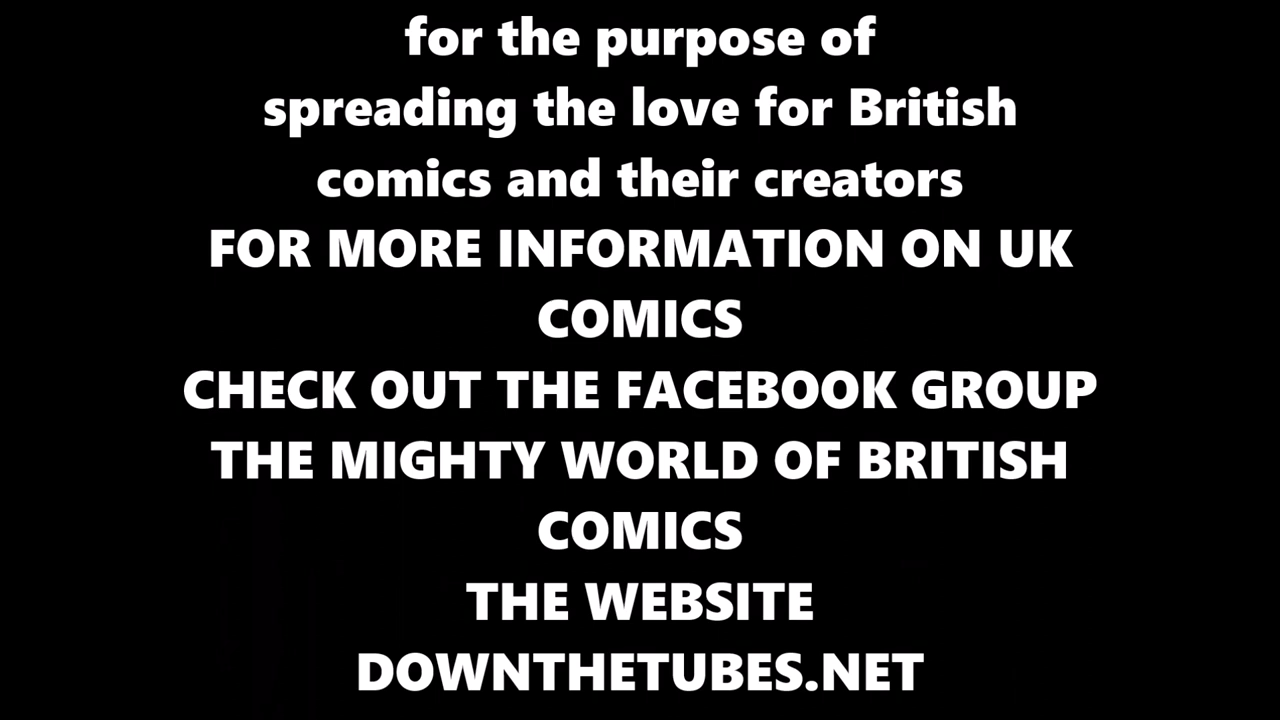 for the purpose of
spreading the love for British
comics and their creators
FOR MORE INFORMATION ON UK
COMICS
CHECK OUT THE FACEBOOK GROUP
THE MIGHTY WORLD OF BRITISH
COMICS
THE WEBSITE
DOWNTHETUBES.NET